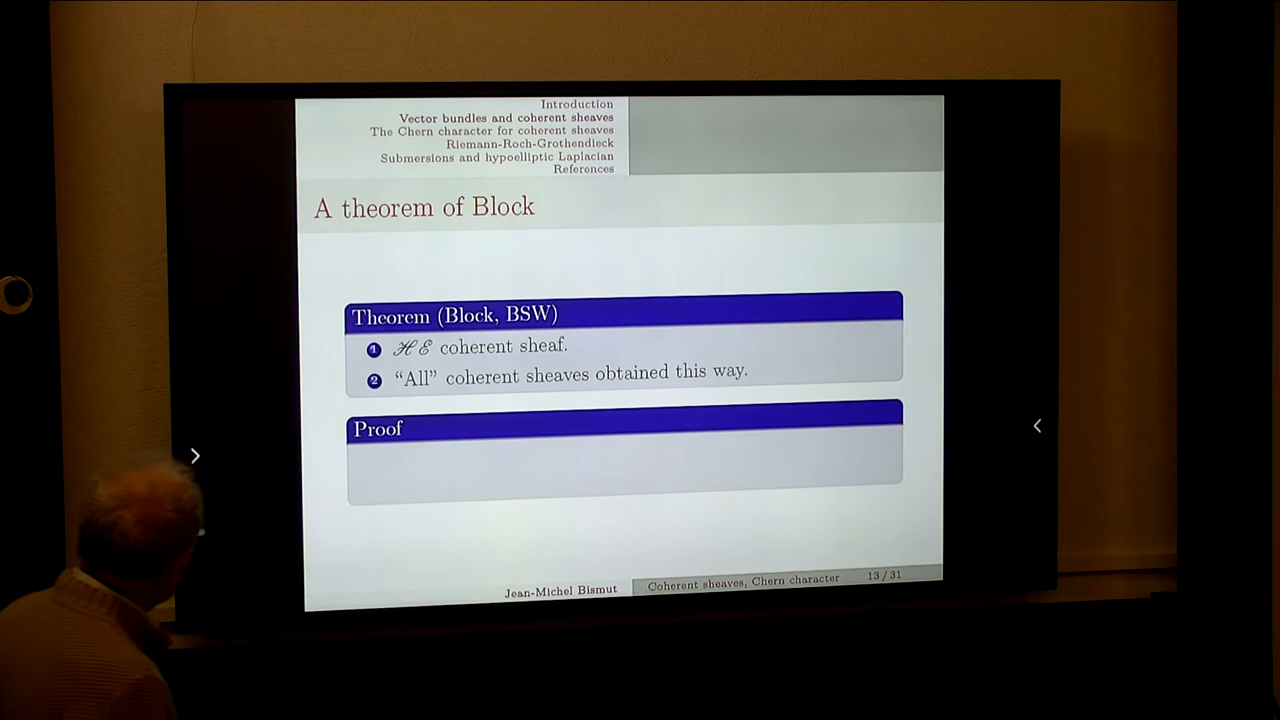 Introduction
Vector bundles and coherent sheaves
The Chern character for coherent sheaves
Riemann-Roch-Grothendieck
Submersions and hypoelliptic Laplacian
References
A theorem of Block
Theorem (Block, BSW)
1 ℋℰ coherent sheaf.
2 “All” coherent sheaves obtained this way.
Proof
Jean-Michel Bismut
Coherent sheaves, Chern character
13 / 31